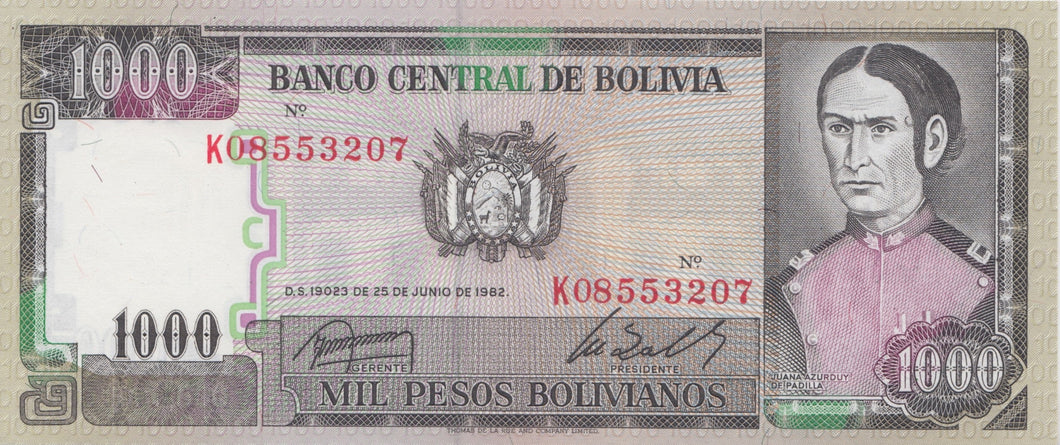 1000
BANCO CENTRAL DE BOLIVIA
Nº
K08553207
BOLIVIA
Nº
D.S. 19023 DE 25 DE JUNIO DE 1982.
K08553207
1000
GERENTE
PRESIDENTE
JUANA AZURDUY
DE PADILLA
1000
MIL PESOS BOLIVIANOS
THOMAS DE LA RUE AND COMPANY LIMITED.